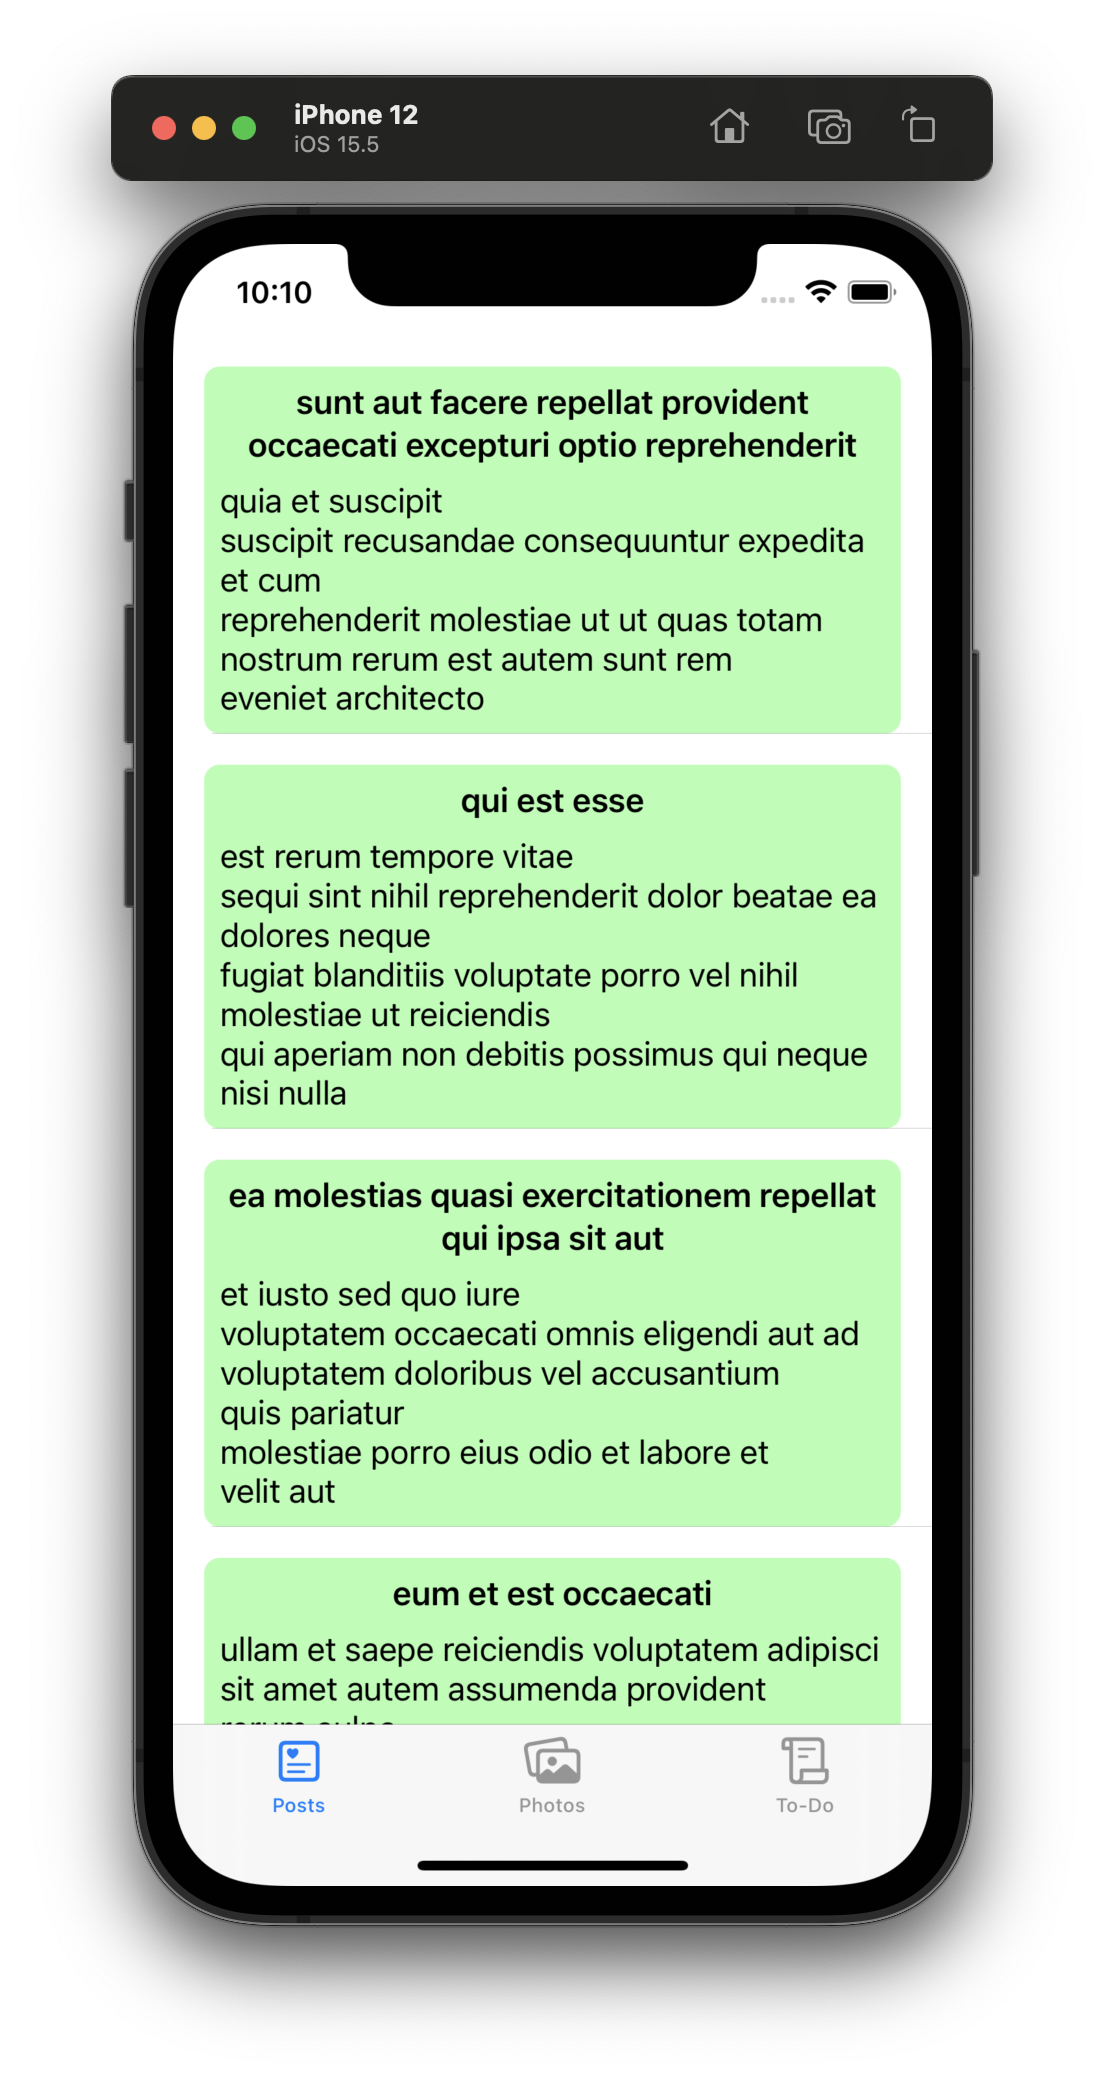 iPhone 12
iOS 15.5
10:10
sunt aut facere repellat provident
occaecati excepturi optio reprehenderit
quia et suscipit
suscipit recusandae consequuntur expedita
et cum
reprehenderit molestiae ut ut quas totam
nostrum rerum est autem sunt rem
eveniet architecto
qui est esse
est rerum tempore vitae
sequi sint nihil reprehenderit dolor beatae ea
dolores neque
fugiat blanditiis voluptate porro vel nihil
molestiae ut reiciendis
qui aperiam non debitis possimus qui neque
nisi nulla
ea molestias quasi exercitationem repellat
qui ipsa sit aut
et iusto sed quo iure
voluptatem occaecati omnis eligendi aut ad
voluptatem doloribus vel accusantium
quis pariatur
molestiae porro eius odio et labore et
velit aut
eum et est occaecati
ullam et saepe reiciendis voluptatem adipisci
sit amet autem assumenda provident
Posts
Photos
To-Do